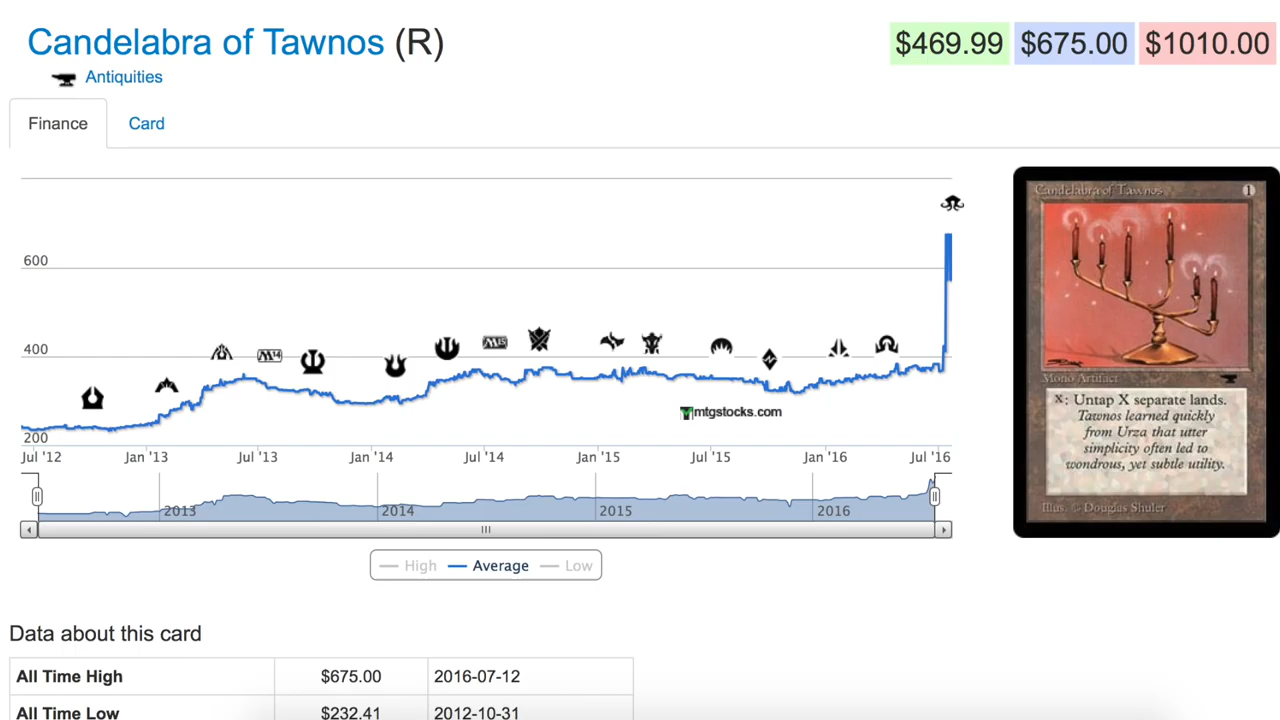 Candelabra of Tawnos (R)
$469.99 $675.00 $1010.00
Antiquities
Finance Card
600
400
200
M14
M15
mtgstocks.com
Jul '12 Jan '13 Jul '13 Jan '14 Jul '14 Jan '15 Jul '15 Jan '16 Jul '16
2013 2014 2015 2016
High Average Low
Candelabra of Tawnos 1
Mono Artifact
X: Untap X separate lands.
Tawnos learned quickly
from Urza that utter
simplicity often led to
wondrous, yet subtle utility.
Illus. © Douglas Shuler
Data about this card
All Time High $675.00 2016-07-12
All Time Low $232.41 2012-10-31